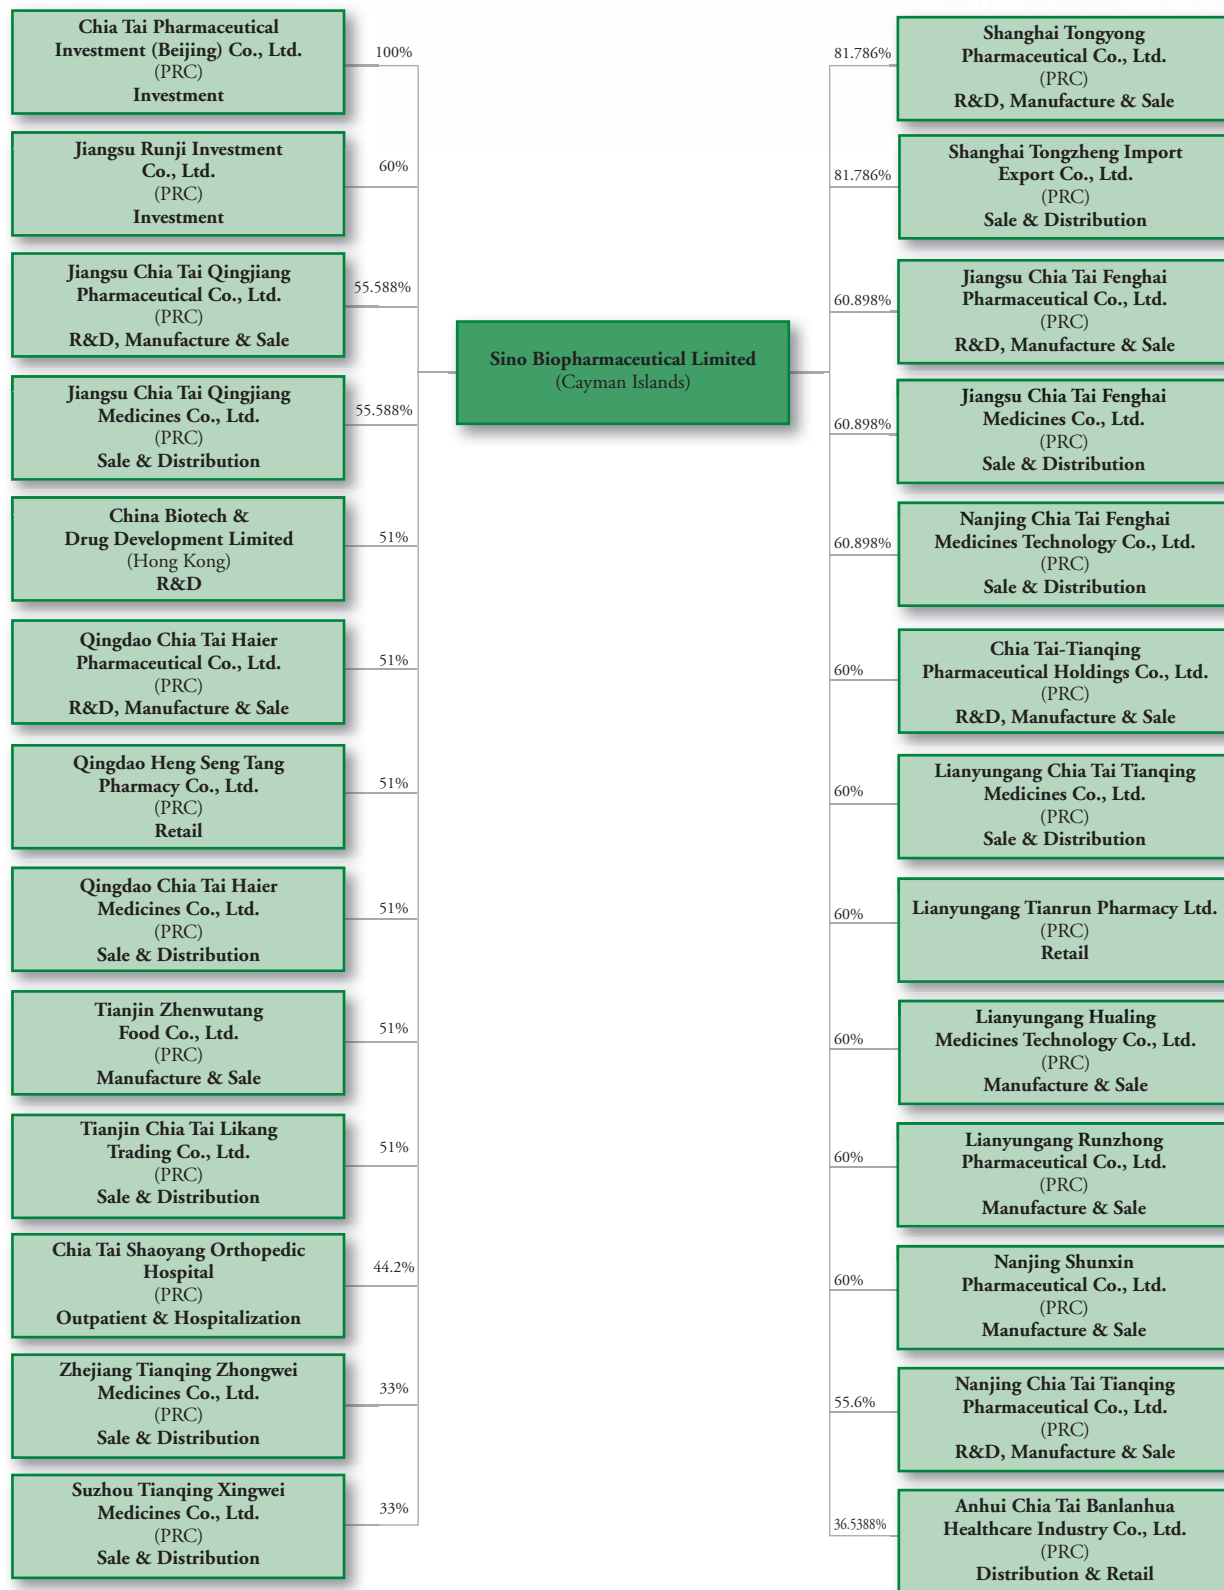 Chia Tai Pharmaceutical
Investment (Beijing) Co., Ltd.
(PRC)
Investment
100%
Jiangsu Runji Investment
Co., Ltd.
(PRC)
Investment
60%
Jiangsu Chia Tai Qingjiang
Pharmaceutical Co., Ltd.
(PRC)
R&D, Manufacture & Sale
55.588%
Jiangsu Chia Tai Qingjiang
Medicines Co., Ltd.
(PRC)
Sale & Distribution
55.588%
China Biotech &
Drug Development Limited
(Hong Kong)
R&D
51%
Qingdao Chia Tai Haier
Pharmaceutical Co., Ltd.
(PRC)
R&D, Manufacture & Sale
51%
Qingdao Heng Seng Tang
Pharmacy Co., Ltd.
(PRC)
Retail
51%
Qingdao Chia Tai Haier
Medicines Co., Ltd.
(PRC)
Sale & Distribution
51%
Tianjin Zhenwutang
Food Co., Ltd.
(PRC)
Manufacture & Sale
51%
Tianjin Chia Tai Likang
Trading Co., Ltd.
(PRC)
Sale & Distribution
51%
Chia Tai Shaoyang Orthopedic
Hospital
(PRC)
Outpatient & Hospitalization
44.2%
Zhejiang Tianqing Zhongwei
Medicines Co., Ltd.
(PRC)
Sale & Distribution
33%
Suzhou Tianqing Xingwei
Medicines Co., Ltd.
(PRC)
Sale & Distribution
33%
Sino Biopharmaceutical Limited
(Cayman Islands)
81.786%
Shanghai Tongyong
Pharmaceutical Co., Ltd.
(PRC)
R&D, Manufacture & Sale
81.786%
Shanghai Tongzheng Import
Export Co., Ltd.
(PRC)
Sale & Distribution
60.898%
Jiangsu Chia Tai Fenghai
Pharmaceutical Co., Ltd.
(PRC)
R&D, Manufacture & Sale
60.898%
Jiangsu Chia Tai Fenghai
Medicines Co., Ltd.
(PRC)
Sale & Distribution
60.898%
Nanjing Chia Tai Fenghai
Medicines Technology Co., Ltd.
(PRC)
Sale & Distribution
60%
Chia Tai-Tianqing
Pharmaceutical Holdings Co., Ltd.
(PRC)
R&D, Manufacture & Sale
60%
Lianyungang Chia Tai Tianqing
Medicines Co., Ltd.
(PRC)
Sale & Distribution
60%
Lianyungang Tianrun Pharmacy Ltd.
(PRC)
Retail
60%
Lianyungang Hualing
Medicines Technology Co., Ltd.
(PRC)
Manufacture & Sale
60%
Lianyungang Runzhong
Pharmaceutical Co., Ltd.
(PRC)
Manufacture & Sale
60%
Nanjing Shunxin
Pharmaceutical Co., Ltd.
(PRC)
Manufacture & Sale
55.6%
Nanjing Chia Tai Tianqing
Pharmaceutical Co., Ltd.
(PRC)
R&D, Manufacture & Sale
36.5388%
Anhui Chia Tai Banlanhua
Healthcare Industry Co., Ltd.
(PRC)
Distribution & Retail